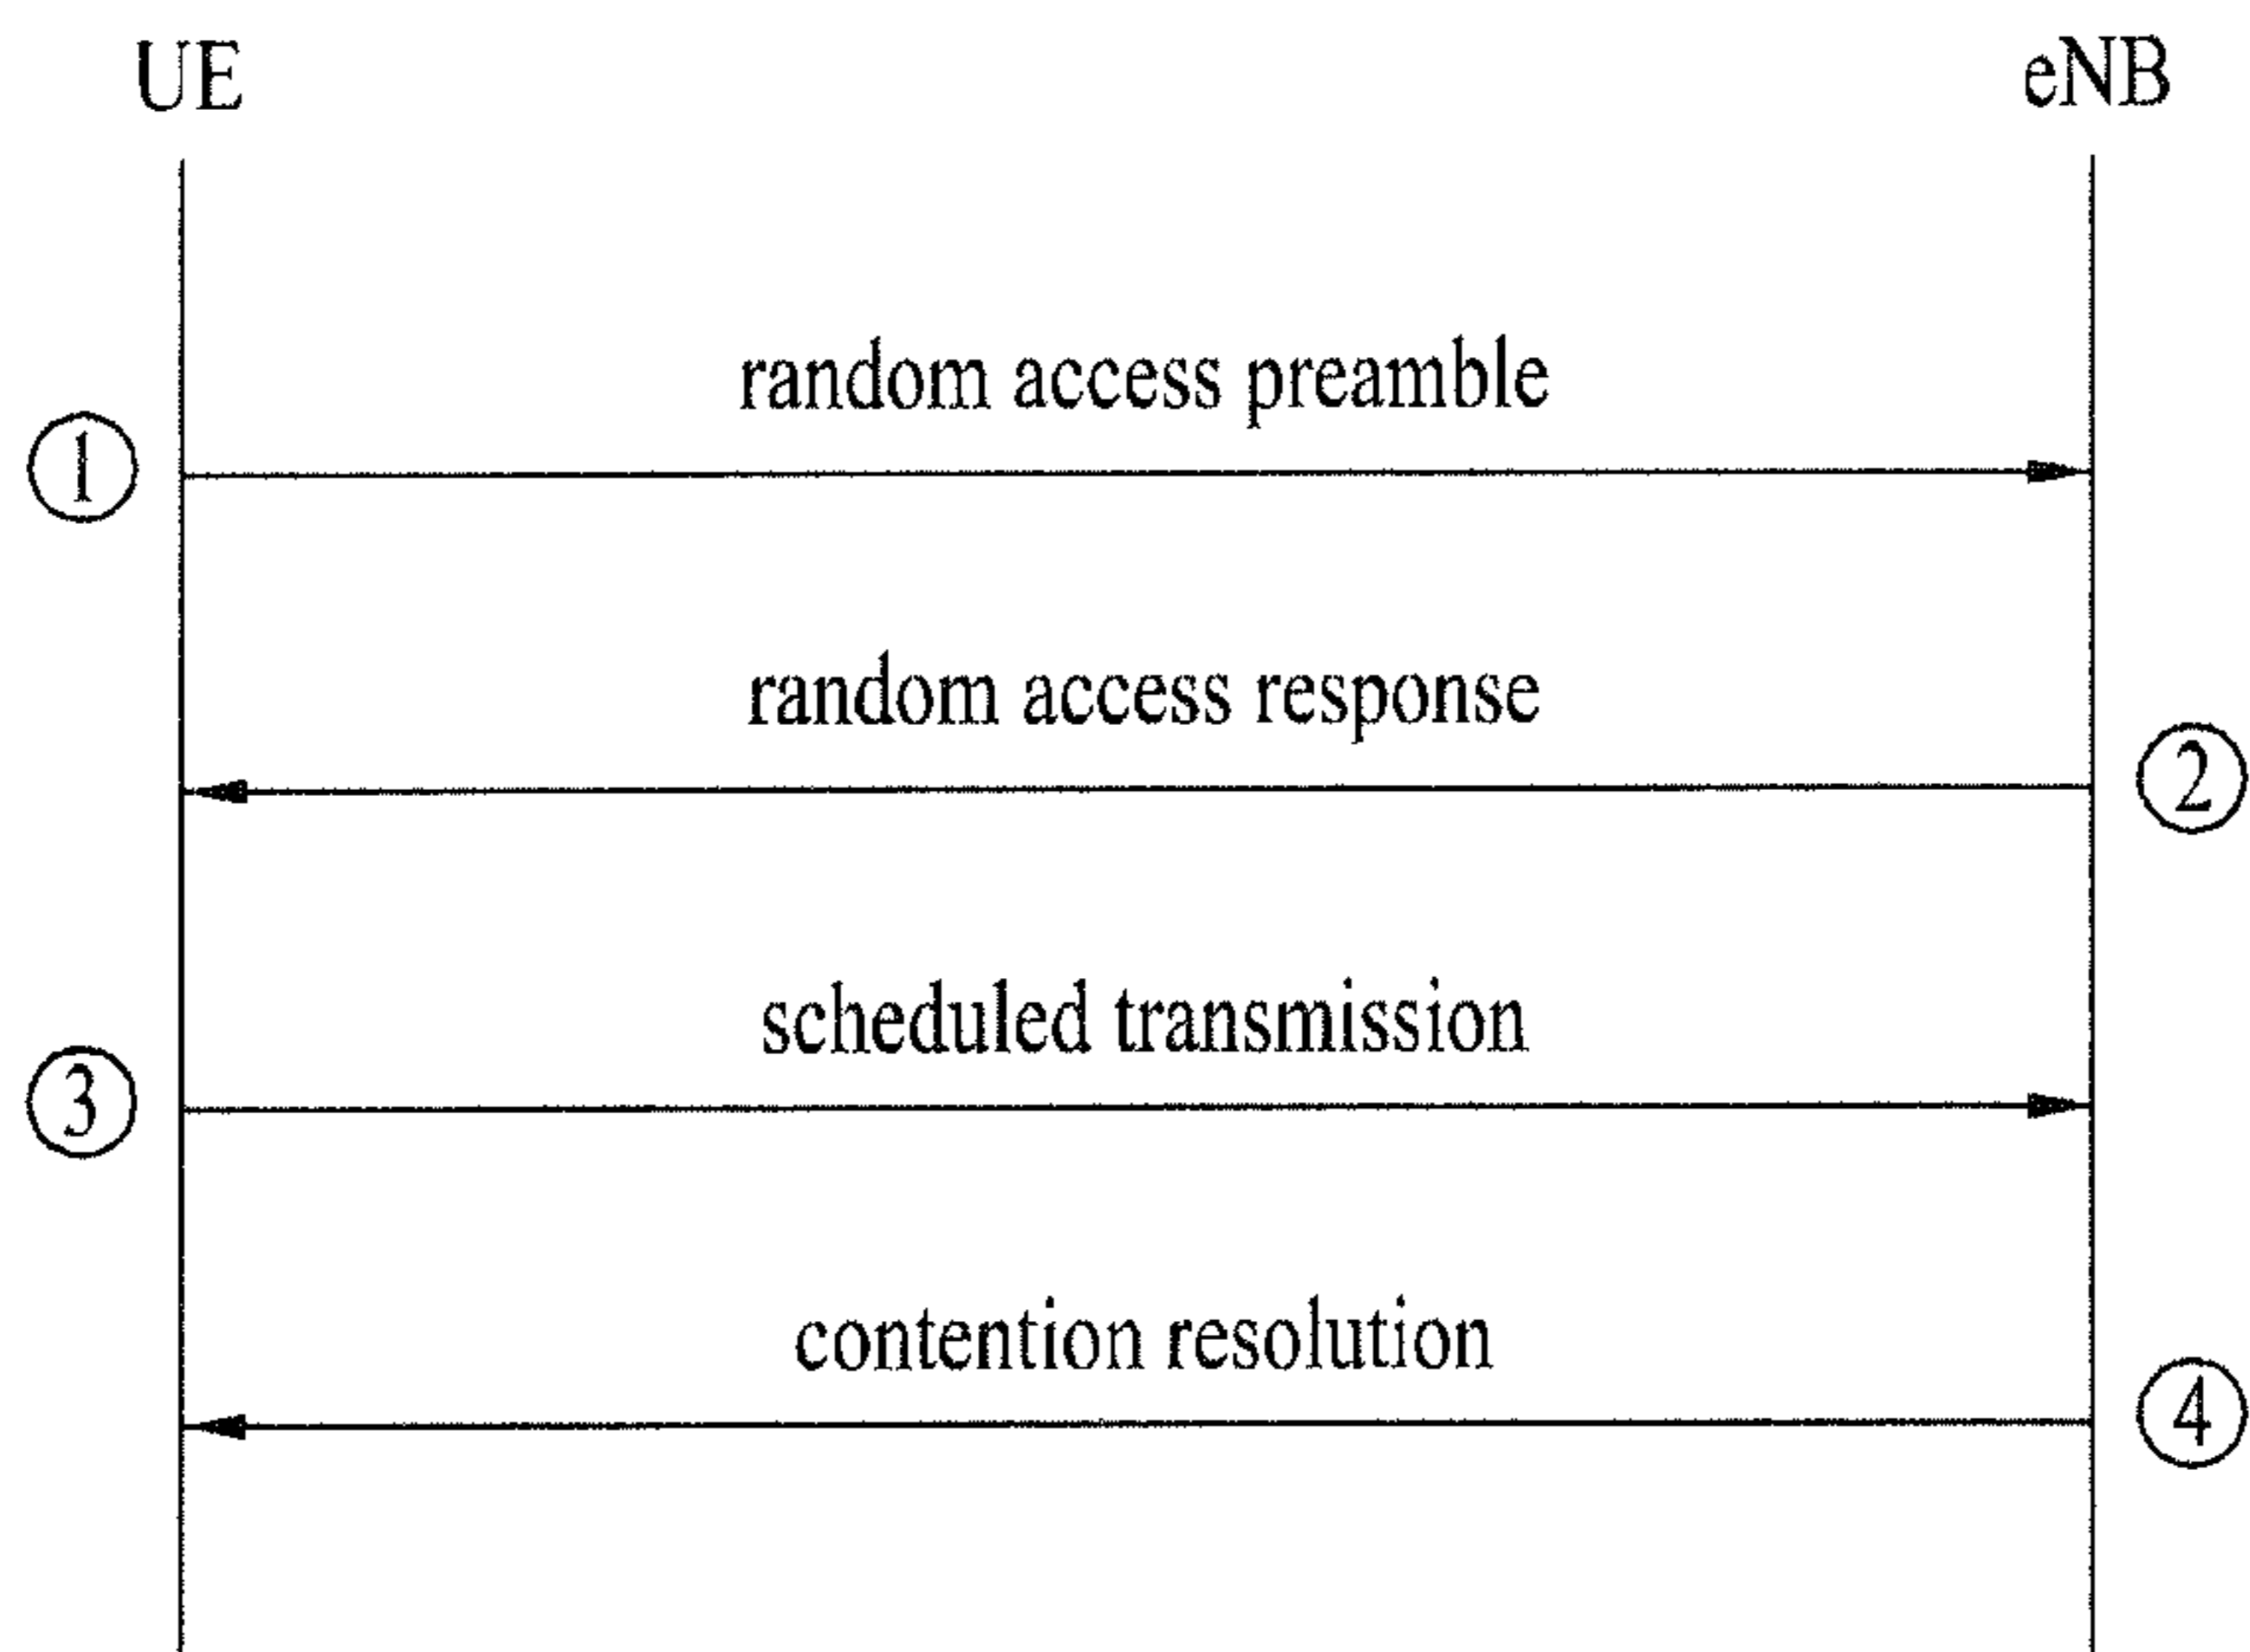 UE eNB
random access preamble
①
random access response
②
scheduled transmission
③
contention resolution
④